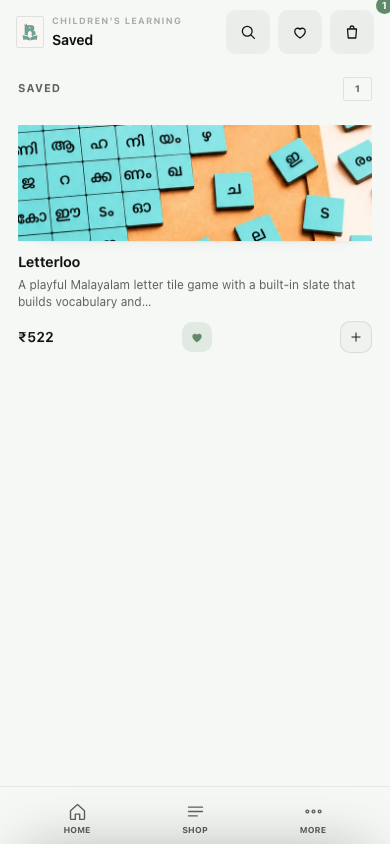 1
CHILDREN'S LEARNING
Saved
SAVED
1
ണി ആ ഹ നി യം ഴ
ജ റ ക്ക ണം ഖ
കോ ഈ ടം ഓ
ച
ഇ
രം
ട
ല
Letterloo
A playful Malayalam letter tile game with a built-in slate that
builds vocabulary and...
₹522
HOME
SHOP
MORE